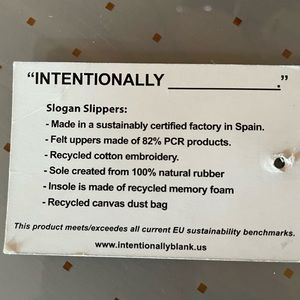 "INTENTIONALLY ______________."
Slogan Slippers:
- Made in a sustainably certified factory in Spain.
- Felt uppers made of 82% PCR products.
- Recycled cotton embroidery.
- Sole created from 100% natural rubber
- Insole is made of recycled memory foam
- Recycled canvas dust bag
This product meets/exceedes all current EU sustainability benchmarks.
www.intentionallyblank.us